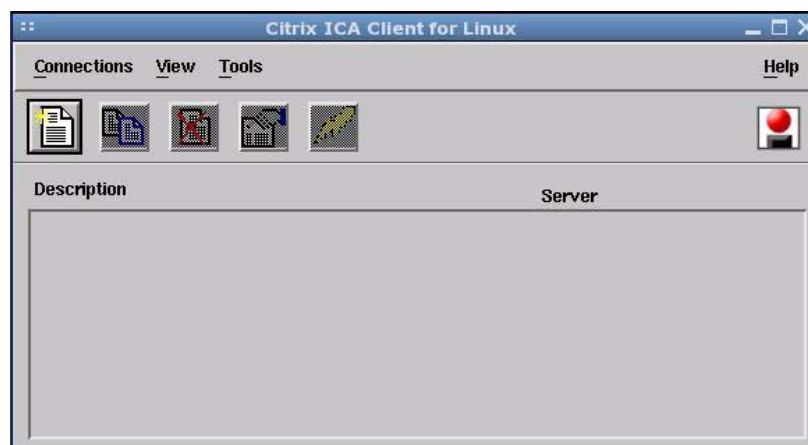 Citrix ICA Client for Linux
Connections View Tools Help
Description Server